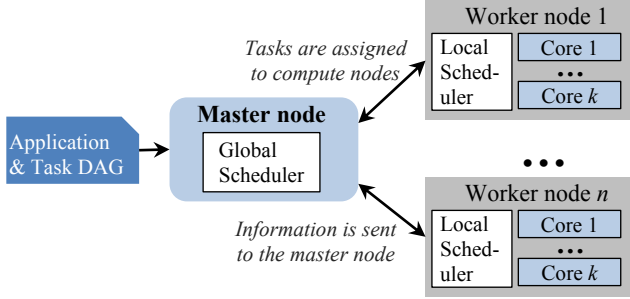 Application
& Task DAG
Master node
Global
Scheduler
Tasks are assigned
to compute nodes
Information is sent
to the master node
Worker node 1
Local
Sched-
uler
Core 1
•••
Core k
•••
Worker node n
Local
Sched-
uler
Core 1
•••
Core k